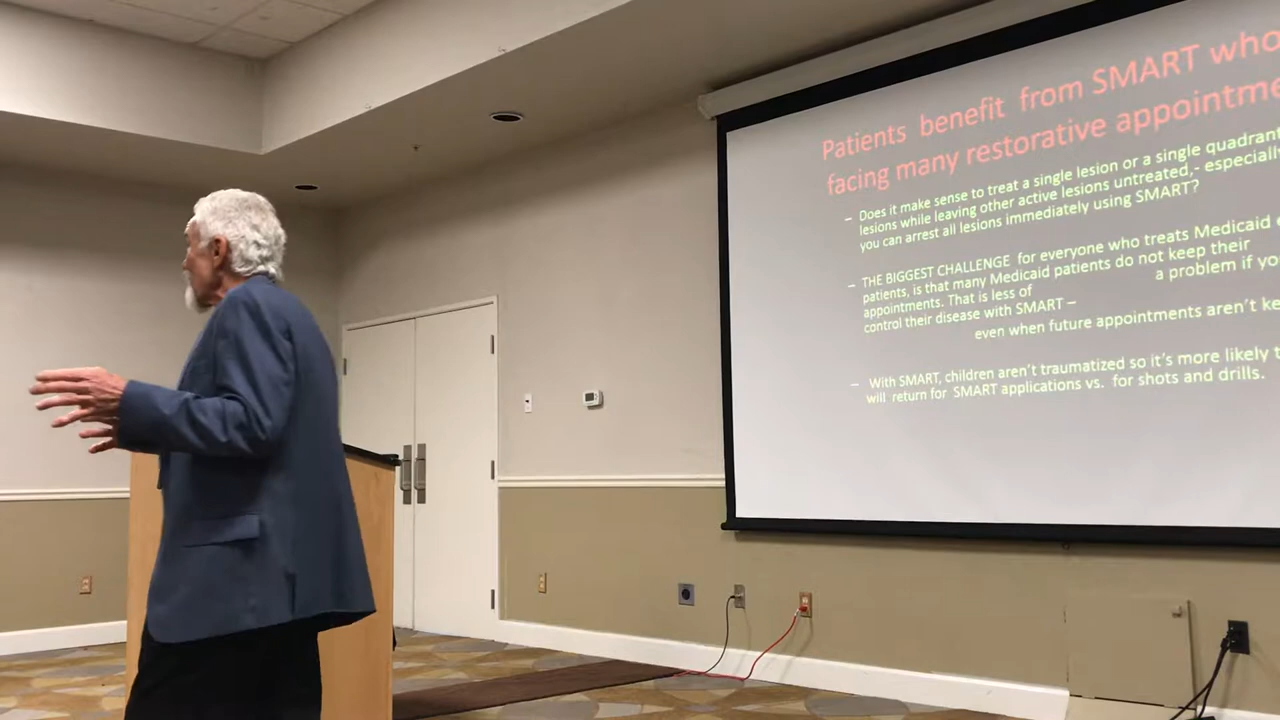 Patients benefit from SMART who
facing many restorative appointme
– Does it make sense to treat a single lesion or a single quadrant
lesions while leaving other active lesions untreated,- especially
you can arrest all lesions immediately using SMART?
– THE BIGGEST CHALLENGE for everyone who treats Medicaid
patients, is that many Medicaid patients do not keep their
appointments. That is less of a problem if yo
control their disease with SMART –
even when future appointments aren't ke
– With SMART, children aren't traumatized so it's more likely t
will return for SMART applications vs. for shots and drills.